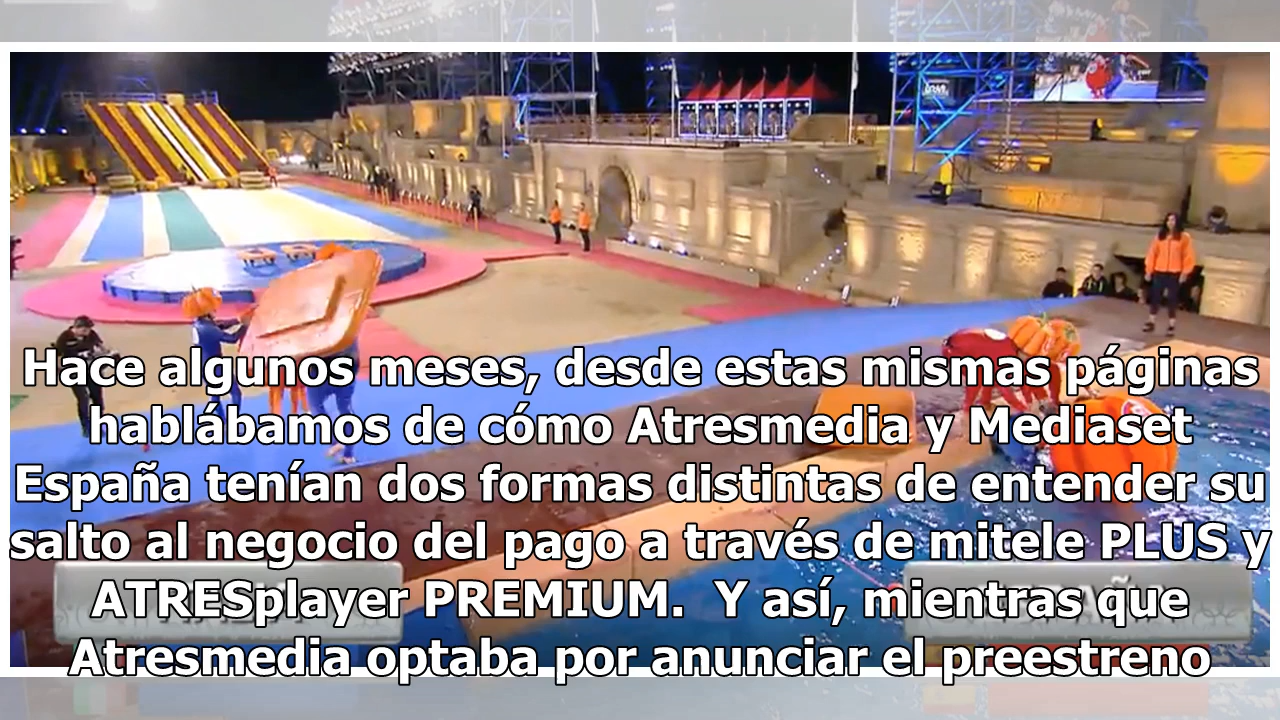 Hace algunos meses, desde estas mismas páginas
hablábamos de cómo Atresmedia y Mediaset
España tenían dos formas distintas de entender su
salto al negocio del pago a través de mitele PLUS y
ATRESplayer PREMIUM.  Y así, mientras que
Atresmedia optaba por anunciar el preestreno